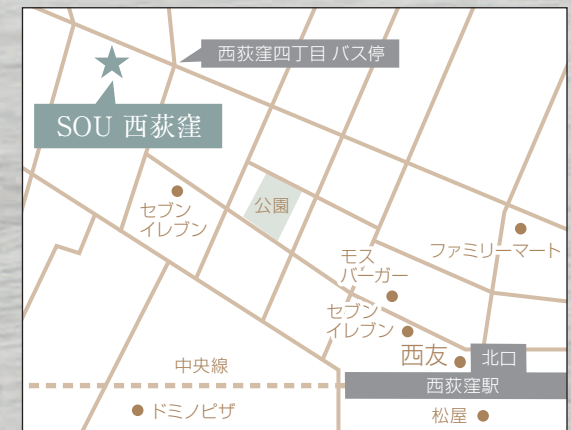 西荻窪四丁目 バス停
SOU 西荻窪
セブン
イレブン
公園
ファミリーマート
モス
バーガー
セブン
イレブン
西友
北口
中央線
西荻窪駅
ドミノピザ
松屋